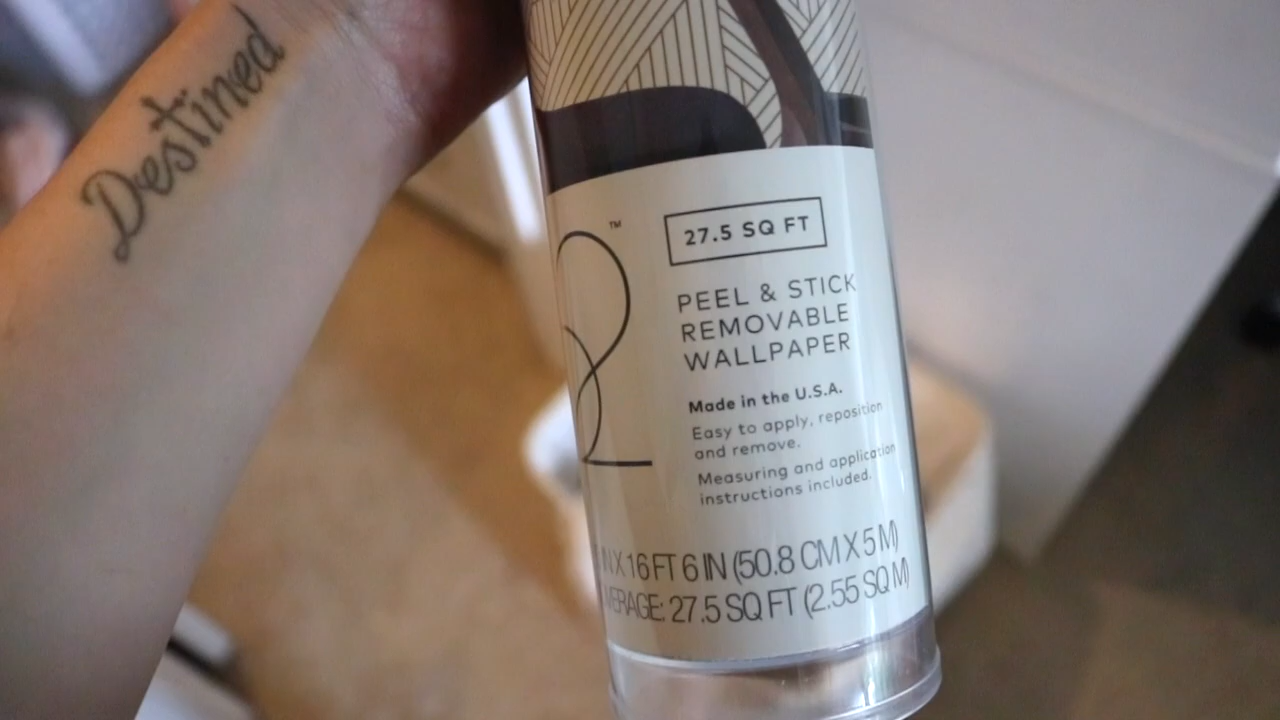 Destined
™
27.5 SQ FT
PEEL & STICK
REMOVABLE
WALLPAPER
Made in the U.S.A.
Easy to apply, reposition
and remove.
Measuring and application
instructions included.
IN X 16 FT 6 IN (50.8 CM X 5 M)
27.5 SQ FT (2.55 SQ M)